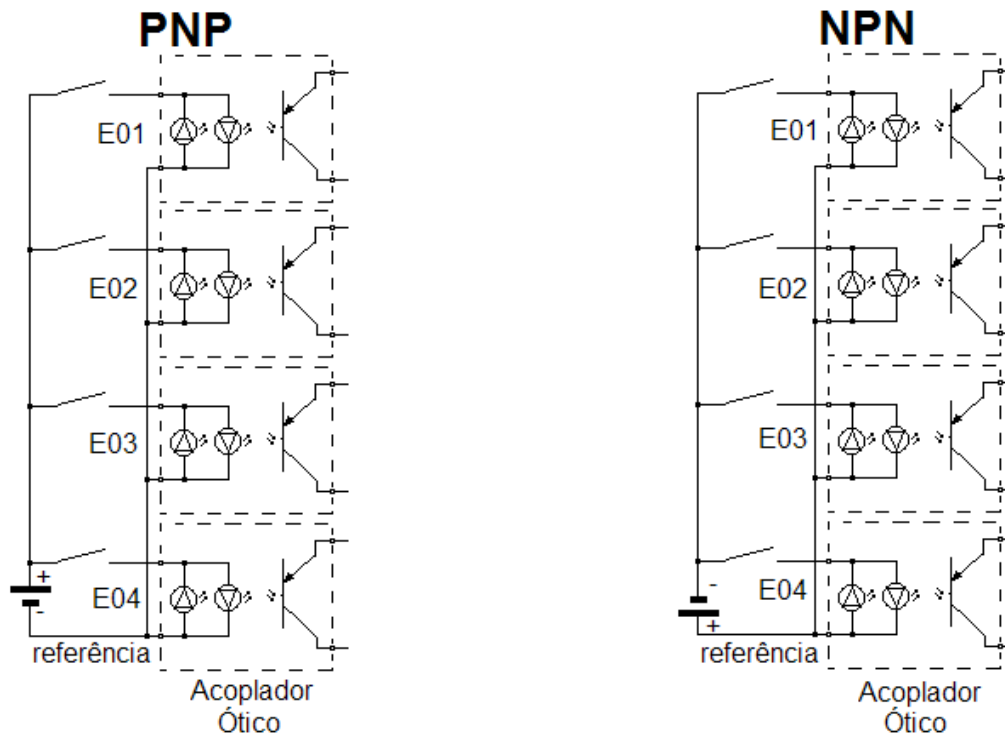 PNP
E01
E02
E03
+
E04
-
referência
Acoplador
Ótico
NPN
E01
E02
E03
-
E04
+
referência
Acoplador
Ótico